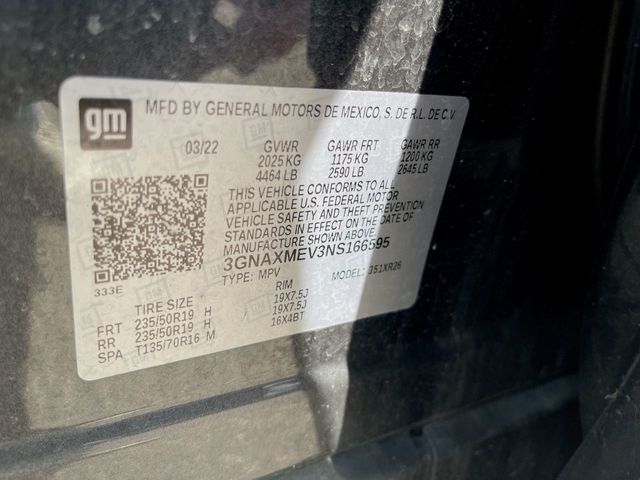 gm
MFD BY GENERAL MOTORS DE MEXICO, S. DE R.L. DE C.V.
03/22 GVWR GAWR FRT GAWR RR
2025 KG 1175 KG 1200 KG
4464 LB 2590 LB 2645 LB
THIS VEHICLE CONFORMS TO ALL
APPLICABLE U.S. FEDERAL MOTOR
VEHICLE SAFETY AND THEFT PREVENTION
STANDARDS IN EFFECT ON THE DATE OF
MANUFACTURE SHOWN ABOVE.
3GNAXMEV3NS166595
333E
TYPE: MPV MODEL: 351XR26
TIRE SIZE RIM
FRT 235/50R19 H 19X7.5J
RR 235/50R19 H 19X7.5J
SPA T135/70R16 M 16X4BT